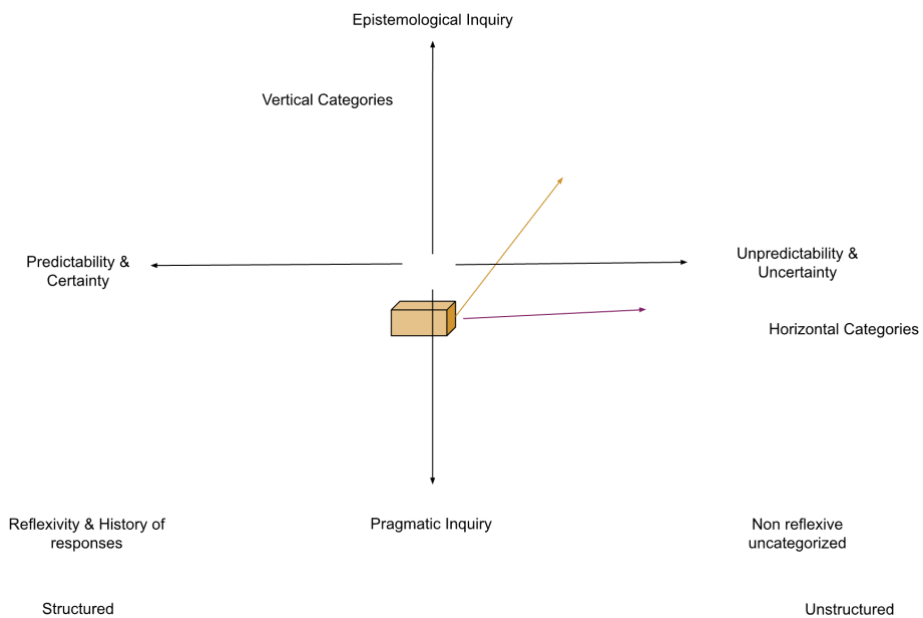 Epistemological Inquiry
Vertical Categories
Predictability &
Certainty
Unpredictability &
Uncertainty
Horizontal Categories
Reflexivity & History of
responses
Pragmatic Inquiry
Non reflexive
uncategorized
Structured
Unstructured